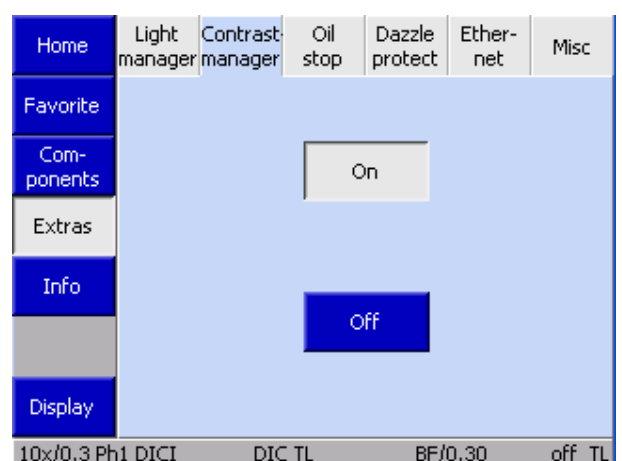 Home
Light
manager
Contrast-
manager
Oil
stop
Dazzle
protect
Ether-
net
Misc
Favorite
Com-
ponents
On
Extras
Info
Off
Display
10x/0.3 Ph1 DICI DIC TL BF/0.30 off TL